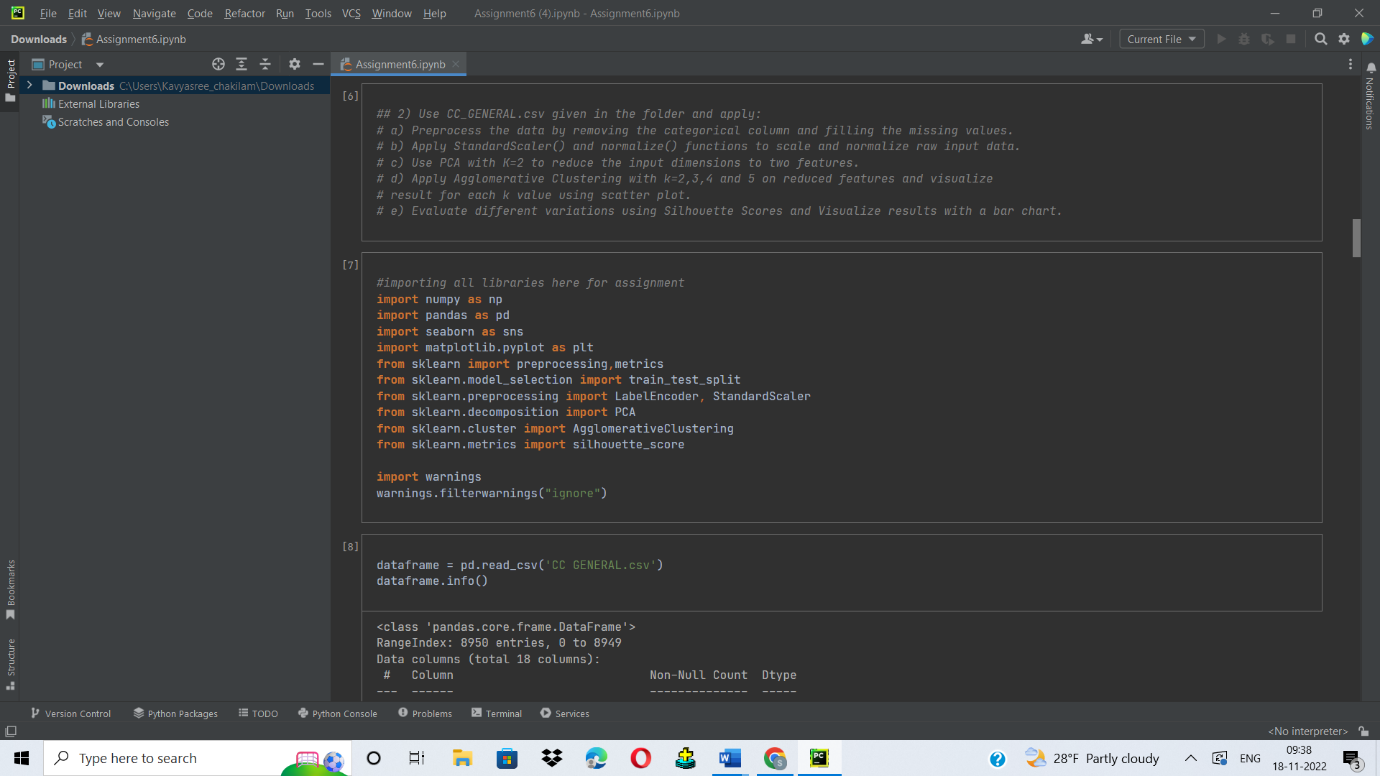 File Edit View Navigate Code Refactor Run Tools VCS Window Help Assignment6 (4).ipynb - Assignment6.ipynb
Downloads Assignment6.ipynb Current File
Project Assignment6.ipynb
Project
Downloads C:\Users\Kavyasree_chakilam\Downloads
External Libraries
Scratches and Consoles
Notifications
[6]
## 2) Use CC_GENERAL.csv given in the folder and apply:
# a) Preprocess the data by removing the categorical column and filling the missing values.
# b) Apply StandardScaler() and normalize() functions to scale and normalize raw input data.
# c) Use PCA with K=2 to reduce the input dimensions to two features.
# d) Apply Agglomerative Clustering with k=2,3,4 and 5 on reduced features and visualize
# result for each k value using scatter plot.
# e) Evaluate different variations using Silhouette Scores and Visualize results with a bar chart.
[7]
#importing all libraries here for assignment
import numpy as np
import pandas as pd
import seaborn as sns
import matplotlib.pyplot as plt
from sklearn import preprocessing,metrics
from sklearn.model_selection import train_test_split
from sklearn.preprocessing import LabelEncoder, StandardScaler
from sklearn.decomposition import PCA
from sklearn.cluster import AgglomerativeClustering
from sklearn.metrics import silhouette_score
import warnings
warnings.filterwarnings("ignore")
[8]
dataframe = pd.read_csv('CC GENERAL.csv')
dataframe.info()
<class 'pandas.core.frame.DataFrame'>
RangeIndex: 8950 entries, 0 to 8949
Data columns (total 18 columns):
# Column Non-Null Count Dtype
--- ------ -------------- -----
Bookmarks
Structure
Version Control Python Packages TODO Python Console Problems Terminal Services
<No interpreter>
Type here to search 28°F Partly cloudy ENG 09:38
18-11-2022 3